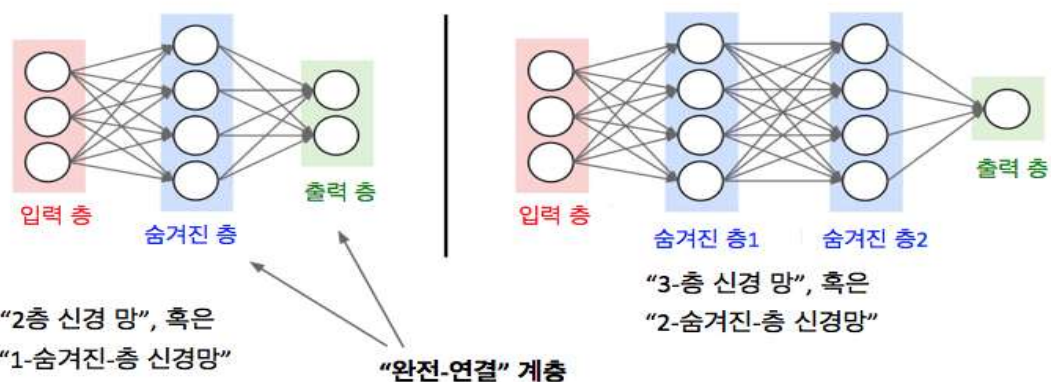 입력 층
숨겨진 층
출력 층
“2층 신경 망”, 혹은
“1-숨겨진-층 신경망”
“완전-연결” 계층
입력 층
숨겨진 층1
숨겨진 층2
출력 층
“3-층 신경 망”, 혹은
“2-숨겨진-층 신경망”